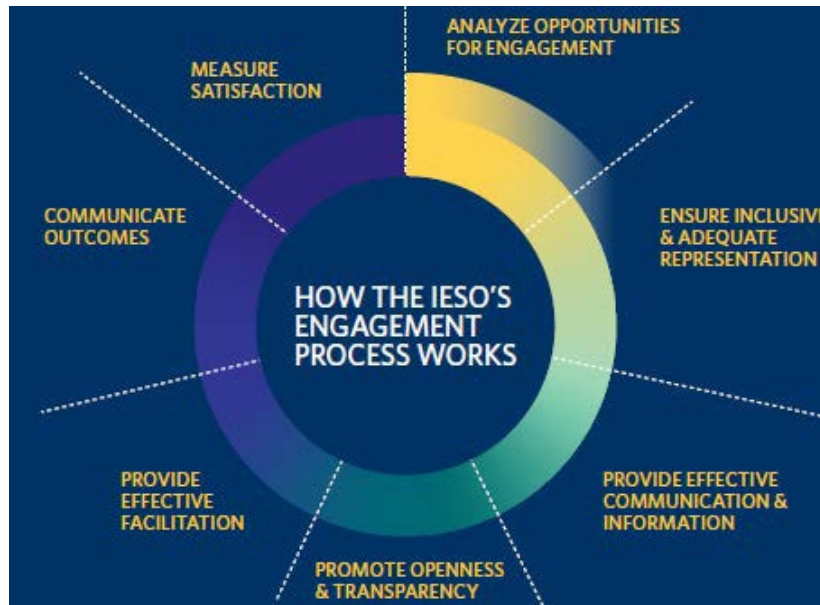 ANALYZE OPPORTUNITIES
FOR ENGAGEMENT
MEASURE
SATISFACTION
COMMUNICATE
OUTCOMES
ENSURE INCLUSIVE
& ADEQUATE
REPRESENTATION
HOW THE IESO'S
ENGAGEMENT
PROCESS WORKS
PROVIDE
EFFECTIVE
FACILITATION
PROVIDE EFFECTIVE
COMMUNICATION &
INFORMATION
PROMOTE OPENNESS
& TRANSPARENCY